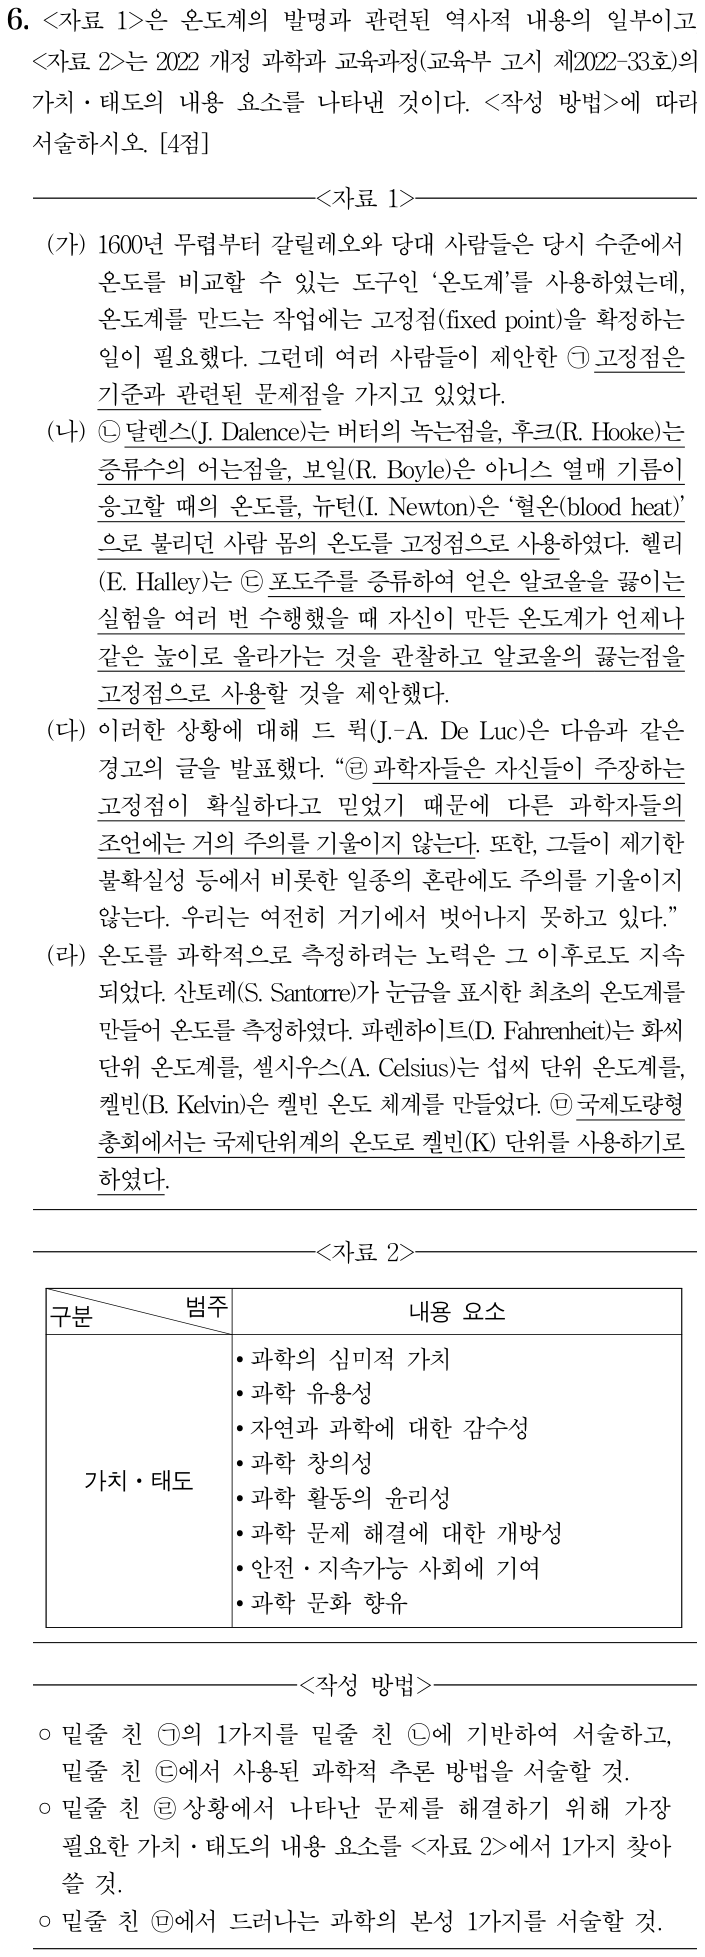 6. <자료 1>은 온도계의 발명과 관련된 역사적 내용의 일부이고
<자료 2>는 2022 개정 과학과 교육과정(교육부 고시 제2022-33호)의
가치·태도의 내용 요소를 나타낸 것이다. <작성 방법>에 따라
서술하시오. [4점]
<자료 1>
(가) 1600년 무렵부터 갈릴레오와 당대 사람들은 당시 수준에서
온도를 비교할 수 있는 도구인 ‘온도계’를 사용하였는데,
온도계를 만드는 작업에는 고정점(fixed point)을 확정하는
일이 필요했다. 그런데 여러 사람들이 제안한 ㉠고정점은
기준과 관련된 문제점을 가지고 있었다.
(나) ㉡달렌스(J. Dalence)는 버터의 녹는점을, 후크(R. Hooke)는
증류수의 어는점을, 보일(R. Boyle)은 아니스 열매 기름이
응고할 때의 온도를, 뉴턴(I. Newton)은 ‘혈온(blood heat)’
으로 불리던 사람 몸의 온도를 고정점으로 사용하였다. 헬리
(E. Halley)는 ㉢포도주를 증류하여 얻은 알코올을 끓이는
실험을 여러 번 수행했을 때 자신이 만든 온도계가 언제나
같은 높이로 올라가는 것을 관찰하고 알코올의 끓는점을
고정점으로 사용할 것을 제안했다.
(다) 이러한 상황에 대해 드 뤽(J.-A. De Luc)은 다음과 같은
경고의 글을 발표했다. “㉣과학자들은 자신들이 주장하는
고정점이 확실하다고 믿었기 때문에 다른 과학자들의
조언에는 거의 주의를 기울이지 않는다. 또한, 그들이 제기한
불확실성 등에서 비롯한 일종의 혼란에도 주의를 기울이지
않는다. 우리는 여전히 거기에서 벗어나지 못하고 있다.”
(라) 온도를 과학적으로 측정하려는 노력은 그 이후로도 지속
되었다. 산토레(S. Santorre)가 눈금을 표시한 최초의 온도계를
만들어 온도를 측정하였다. 파렌하이트(D. Fahrenheit)는 화씨
단위 온도계를, 셀시우스(A. Celsius)는 섭씨 단위 온도계를,
켈빈(B. Kelvin)은 켈빈 온도 체계를 만들었다. ㉤국제도량형
총회에서는 국제단위계의 온도로 켈빈(K) 단위를 사용하기로
하였다.
<자료 2>
구분 범주 내용 요소
가치·태도
• 과학의 심미적 가치
• 과학 유용성
• 자연과 과학에 대한 감수성
• 과학 창의성
• 과학 활동의 윤리성
• 과학 문제 해결에 대한 개방성
• 안전·지속가능 사회에 기여
• 과학 문화 향유
<작성 방법>
○ 밑줄 친 ㉠의 1가지를 밑줄 친 ㉡에 기반하여 서술하고,
밑줄 친 ㉢에서 사용된 과학적 추론 방법을 서술할 것.
○ 밑줄 친 ㉣ 상황에서 나타난 문제를 해결하기 위해 가장
필요한 가치·태도의 내용 요소를 <자료 2>에서 1가지 찾아
쓸 것.
○ 밑줄 친 ㉤에서 드러나는 과학의 본성 1가지를 서술할 것.